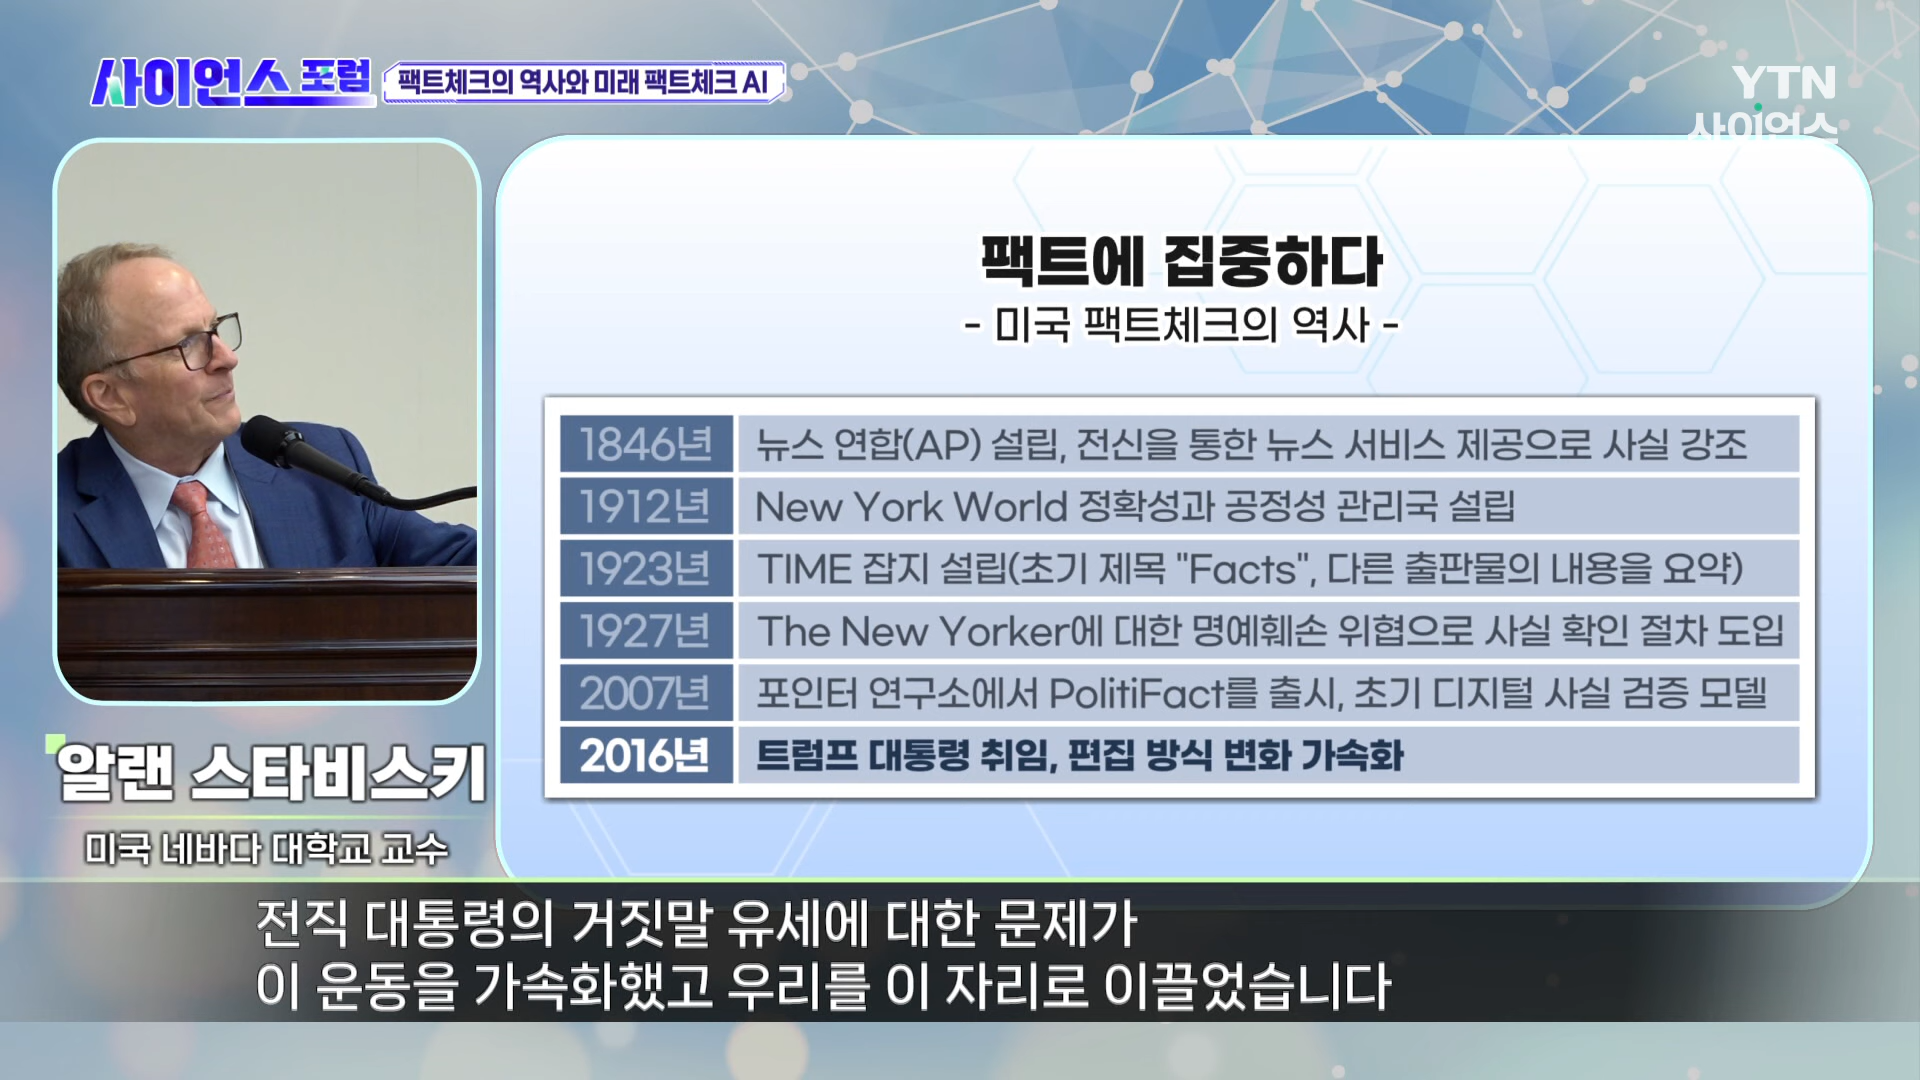 사이언스 포럼 팩트체크의 역사와 미래 팩트체크 AI
YTN
사이언스
팩트에 집중하다
- 미국 팩트체크의 역사 -
1846년 뉴스 연합(AP) 설립, 전신을 통한 뉴스 서비스 제공으로 사실 강조
1912년 New York World 정확성과 공정성 관리국 설립
1923년 TIME 잡지 설립(초기 제목 "Facts", 다른 출판물의 내용을 요약)
1927년 The New Yorker에 대한 명예훼손 위협으로 사실 확인 절차 도입
2007년 포인터 연구소에서 PolitiFact를 출시, 초기 디지털 사실 검증 모델
2016년 트럼프 대통령 취임, 편집 방식 변화 가속화
알랜 스타비스키
미국 네바다 대학교 교수
전직 대통령의 거짓말 유세에 대한 문제가
이 운동을 가속화했고 우리를 이 자리로 이끌었습니다